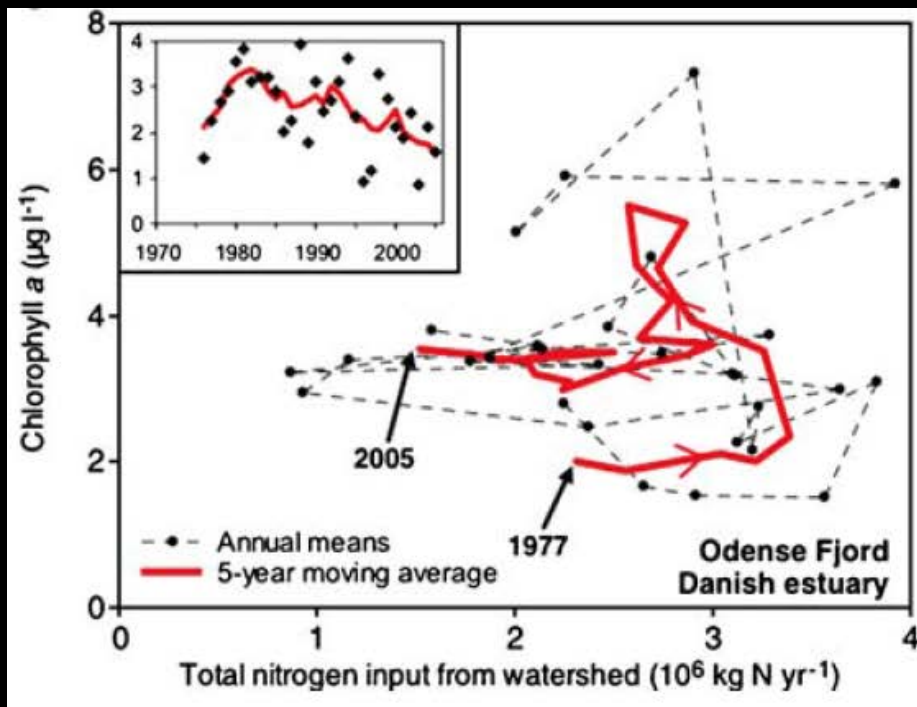 8
6
4
2
0
Chlorophyll a (µg l⁻¹)
4
3
2
1
0
1970 1980 1990 2000
2005
1977
Annual means
5-year moving average
Odense Fjord
Danish estuary
0 1 2 3 4
Total nitrogen input from watershed (10⁶ kg N yr⁻¹)